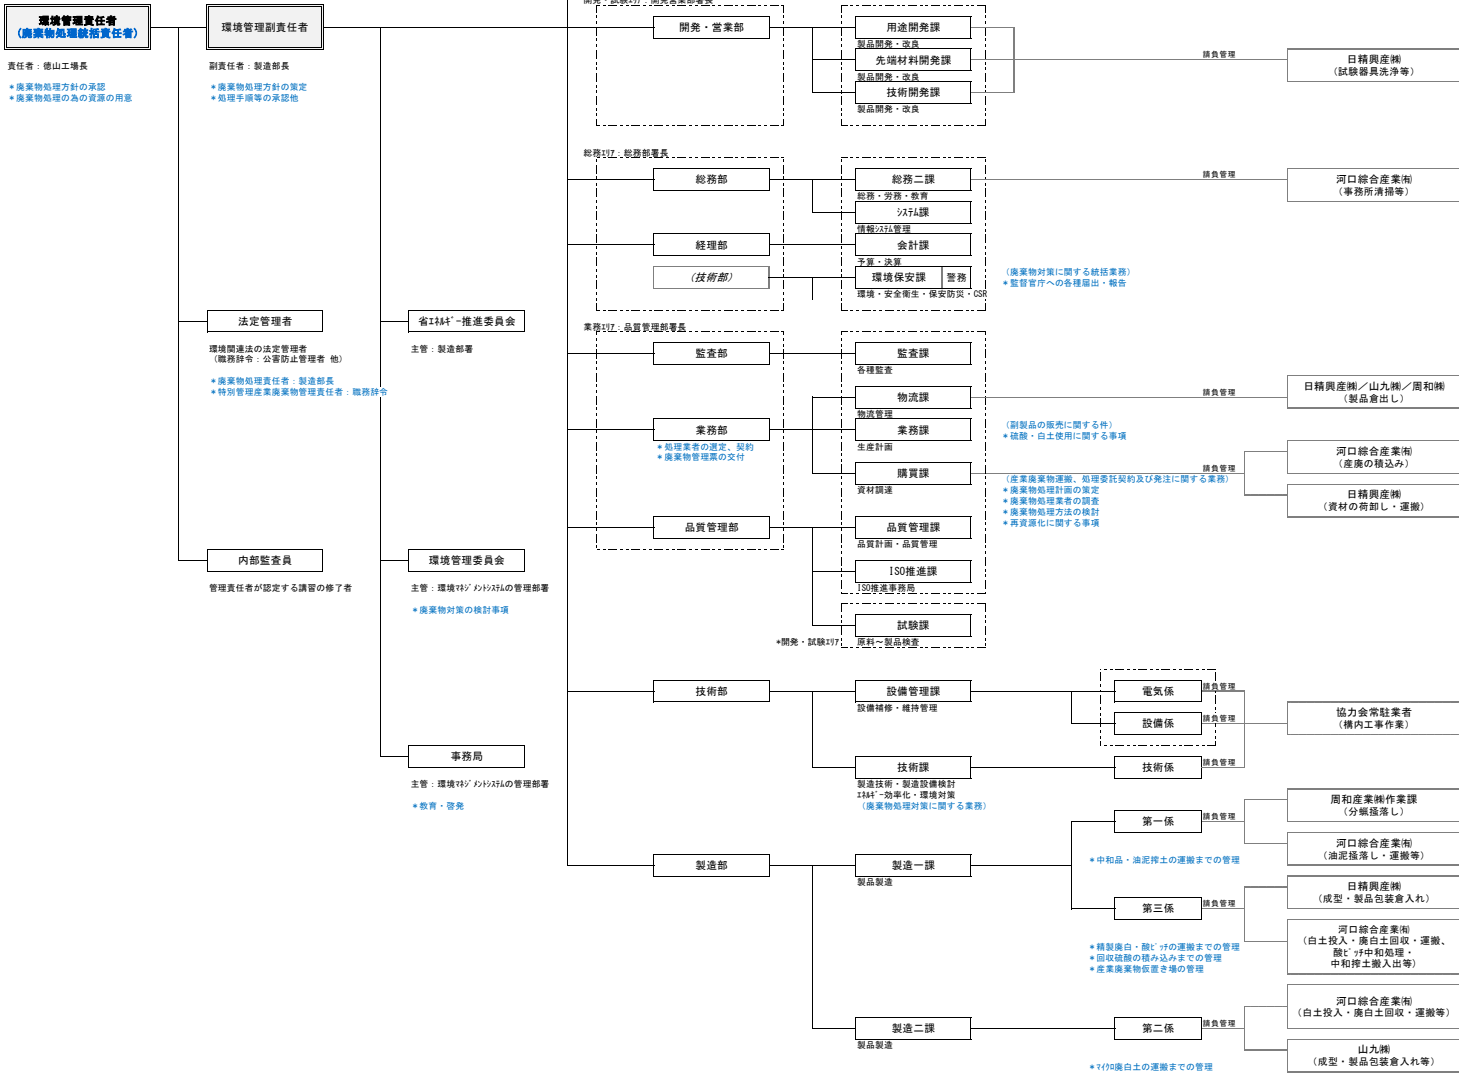 環境管理責任者
(廃棄物処理統括責任者)
責任者：徳山工場長
＊廃棄物処理方針の承認
＊廃棄物処理の為の資源の用意
環境管理副責任者
副責任者：製造部長
＊廃棄物処理方針の策定
＊処理手順等の承認他
法定管理者
環境関連法の法定管理者
（職務辞令：公害防止管理者 他）
＊廃棄物処理責任者：製造部長
＊特別管理産業廃棄物管理責任者：職務辞令
内部監査員
管理責任者が認定する講習の修了者
省ｴﾈﾙｷﾞｰ推進委員会
主管：製造部署
環境管理委員会
主管：環境ﾏﾈｼﾞﾒﾝﾄｼｽﾃﾑの管理部署
＊廃棄物対策の検討事項
事務局
主管：環境ﾏﾈｼﾞﾒﾝﾄｼｽﾃﾑの管理部署
＊教育・啓発
開発・試験ｴﾘｱ：開発営業部署長
開発・営業部
用途開発課
製品開発・改良
先端材料開発課
製品開発・改良
技術開発課
製品開発・改良
請負管理
日精興産㈱
（試験器具洗浄等）
総務ｴﾘｱ：総務部署長
総務部
総務二課
総務・労務・教育
ｼｽﾃﾑ課
情報ｼｽﾃﾑ管理
請負管理
河口綜合産業㈲
（事務所清掃等）
経理部
会計課
予算・決算
(技術部)
環境保安課
警務
環境・安全衛生・保安防災・CSR
（廃棄物対策に関する統括業務）
＊監督官庁への各種届出・報告
業務ｴﾘｱ：品質管理部署長
監査部
監査課
各種監査
物流課
物流管理
請負管理
日精興産㈱／山九㈱／周和㈱
（製品倉出し）
業務部
＊処理業者の選定、契約
＊廃棄物管理票の交付
業務課
生産計画
（副製品の販売に関する件）
＊硫酸・白土使用に関する事項
購買課
資材調達
請負管理
（産業廃棄物運搬、処理委託契約及び発注に関する業務）
＊廃棄物処理計画の策定
＊廃棄物処理業者の調査
＊廃棄物処理方法の検討
＊再資源化に関する事項
河口綜合産業㈲
（産廃の積込み）
日精興産㈱
（資材の荷卸し・運搬）
品質管理部
品質管理課
品質計画・品質管理
ISO推進課
ISO推進事務局
試験課
＊開発・試験ｴﾘｱ
原料～製品検査
技術部
設備管理課
設備補修・維持管理
電気係
請負管理
設備係
請負管理
協力会常駐業者
（構内工事作業）
技術課
製造技術・製造設備検討
ｴﾈﾙｷﾞｰ効率化・環境対策
（廃棄物処理対策に関する業務）
技術係
請負管理
製造部
製造一課
製品製造
第一係
請負管理
＊中和品・油泥搾土の運搬までの管理
周和産業㈱作業課
（分蝋掻落し）
河口綜合産業㈲
（油泥掻落し・運搬等）
第三係
請負管理
＊精製廃白・酸ﾋﾟｯﾁの運搬までの管理
＊回収硫酸の積み込みまでの管理
＊産業廃棄物仮置き場の管理
日精興産㈱
（成型・製品包装倉入れ）
河口綜合産業㈲
（白土投入・廃白土回収・運搬、
酸ﾋﾟｯﾁ中和処理・
中和搾土搬入出等）
製造二課
製品製造
第二係
請負管理
＊ﾏｲｸﾛ廃白土の運搬までの管理
河口綜合産業㈲
（白土投入・廃白土回収・運搬等）
山九㈱
（成型・製品包装倉入れ等）